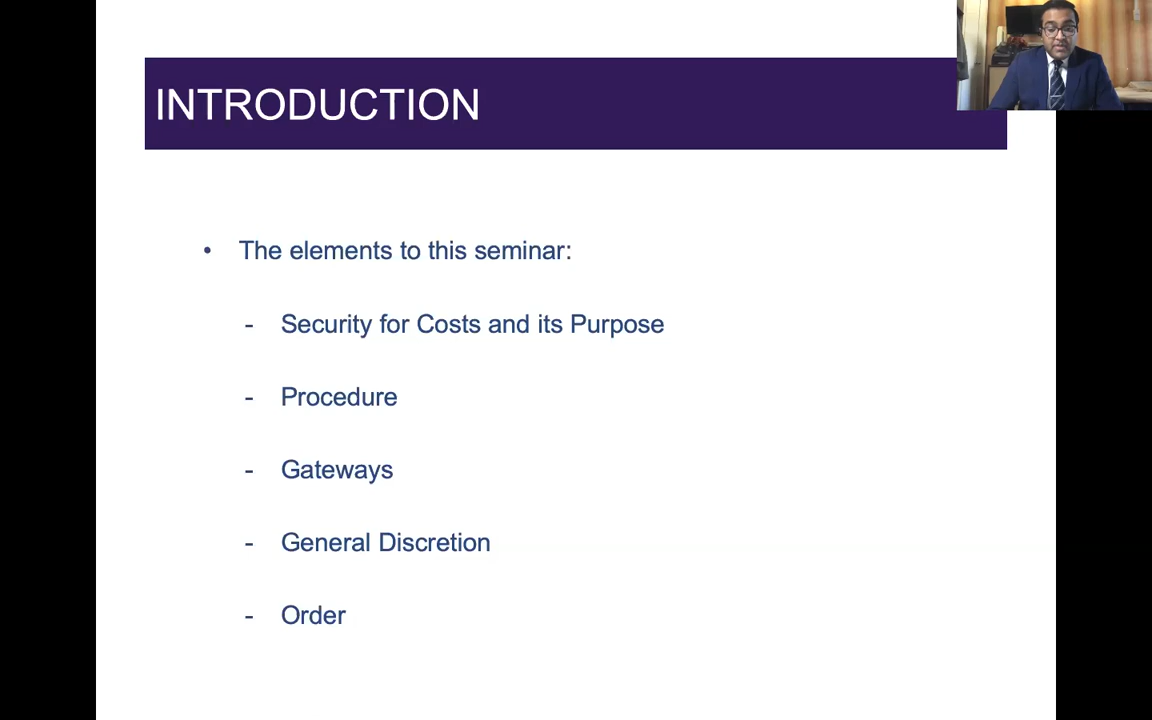 INTRODUCTION
• The elements to this seminar:
- Security for Costs and its Purpose
- Procedure
- Gateways
- General Discretion
- Order